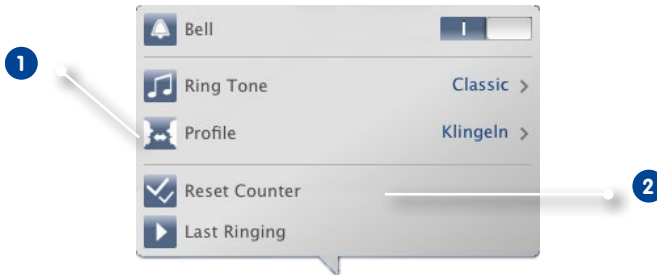 Bell
I
1
Ring Tone Classic >
Profile Klingeln >
Reset Counter
2
Last Ringing